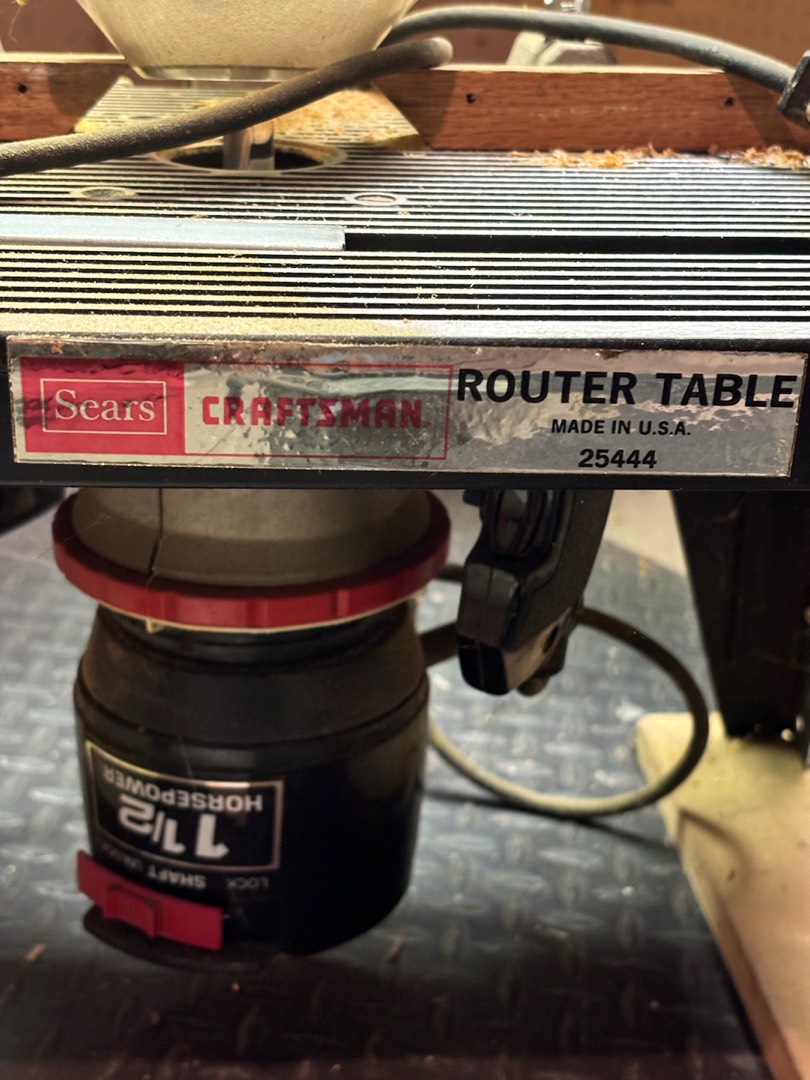 Sears
CRAFTSMAN
ROUTER TABLE
MADE IN U.S.A.
25444
1 1/2
HORSEPOWER
LOCK SHAFT